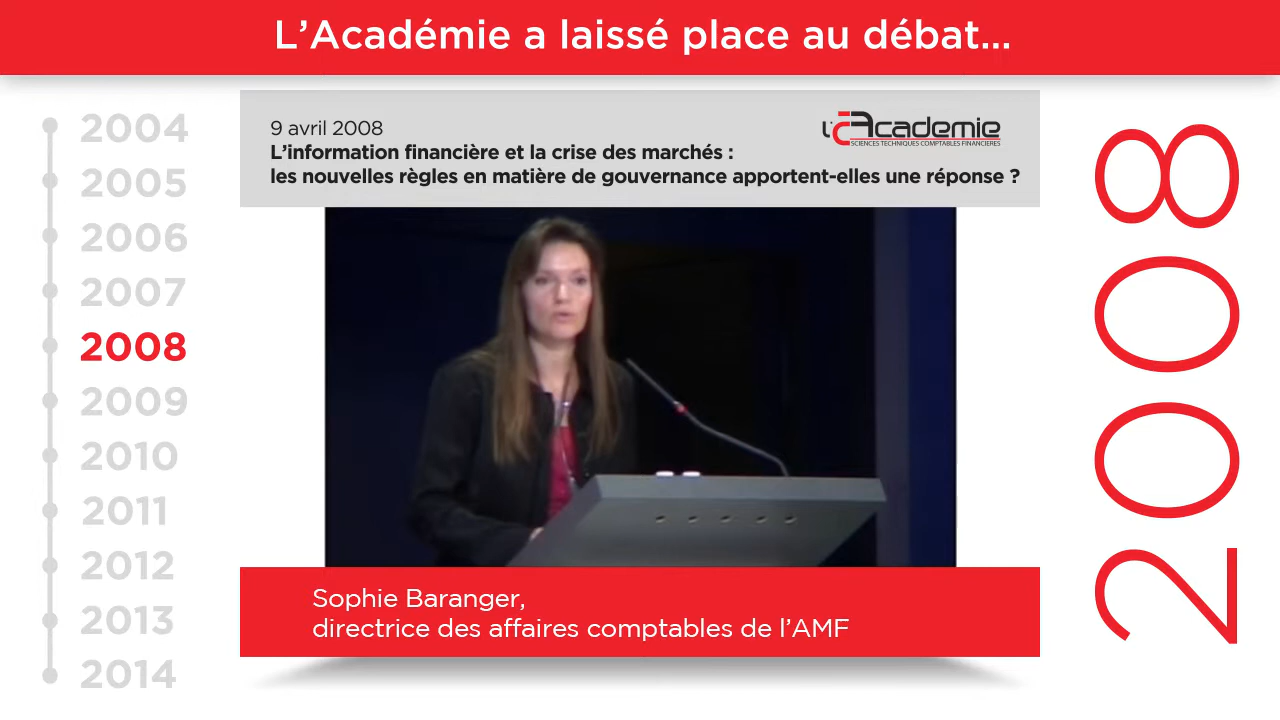 L’Académie a laissé place au débat...
2004
2005
2006
2007
2008
2009
2010
2011
2012
2013
2014
9 avril 2008
L’information financière et la crise des marchés :
les nouvelles règles en matière de gouvernance apportent-elles une réponse ?
L'Academie
SCIENCES TECHNIQUES COMPTABLES FINANCIÈRES
Sophie Baranger,
directrice des affaires comptables de l’AMF
2008